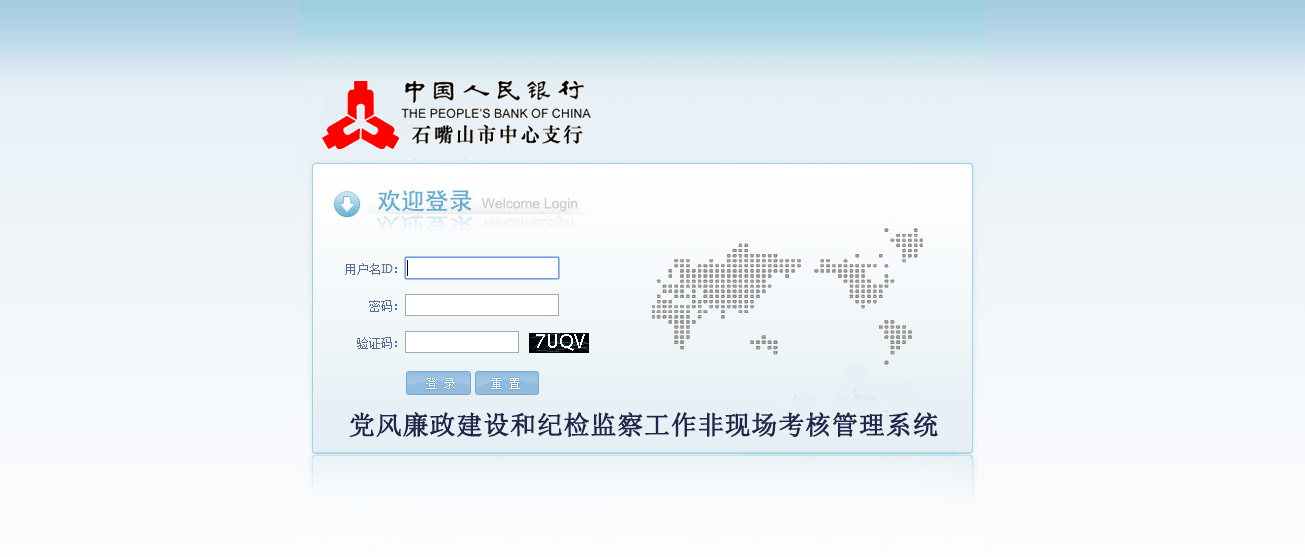 中国人民银行
THE PEOPLE'S BANK OF CHINA
石嘴山市中心支行
欢迎登录 Welcome Login
用户名ID:
密码:
验证码: 7UQV
登 录 重 置
党风廉政建设和纪检监察工作非现场考核管理系统